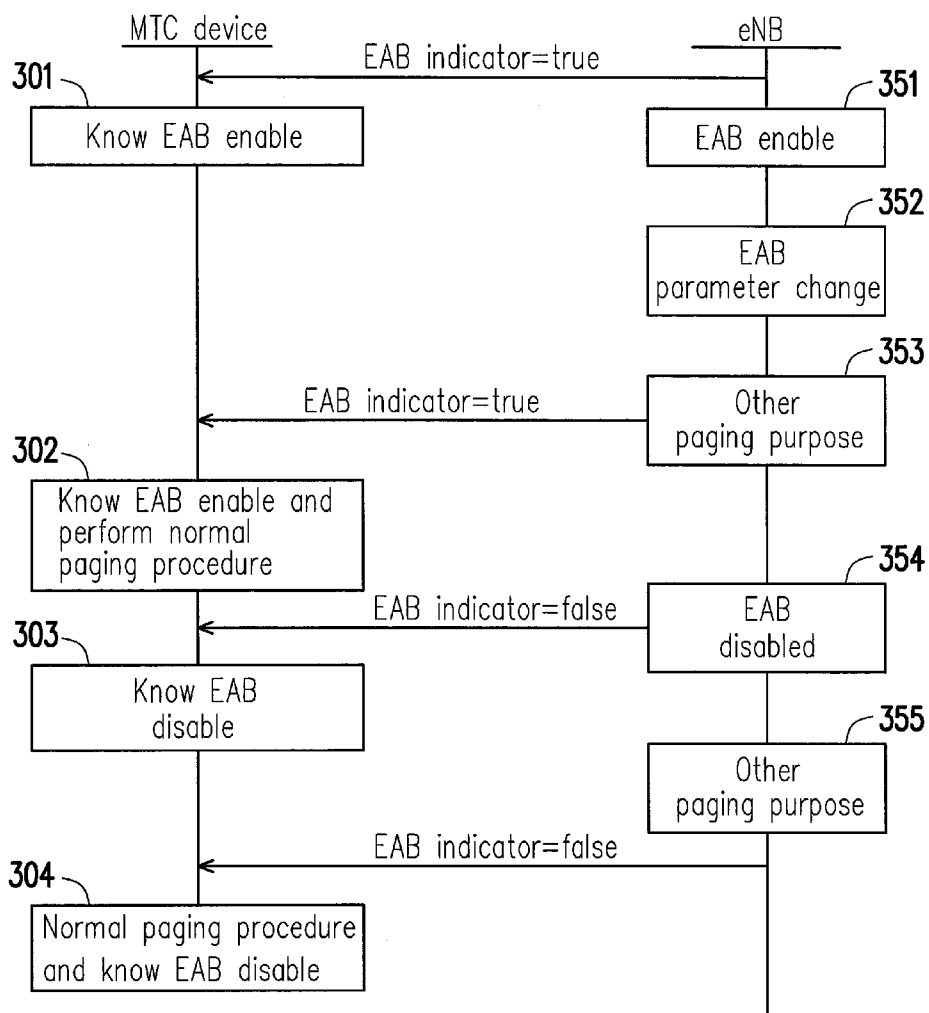 MTC device
eNB
EAB indicator=true
301
351
Know EAB enable
EAB enable
352
EAB
parameter change
353
EAB indicator=true
Other
paging purpose
302
Know EAB enable and
perform normal
paging procedure
354
EAB indicator=false
EAB
disabled
303
Know EAB
disable
355
Other
paging purpose
EAB indicator=false
304
Normal paging procedure
and know EAB disable